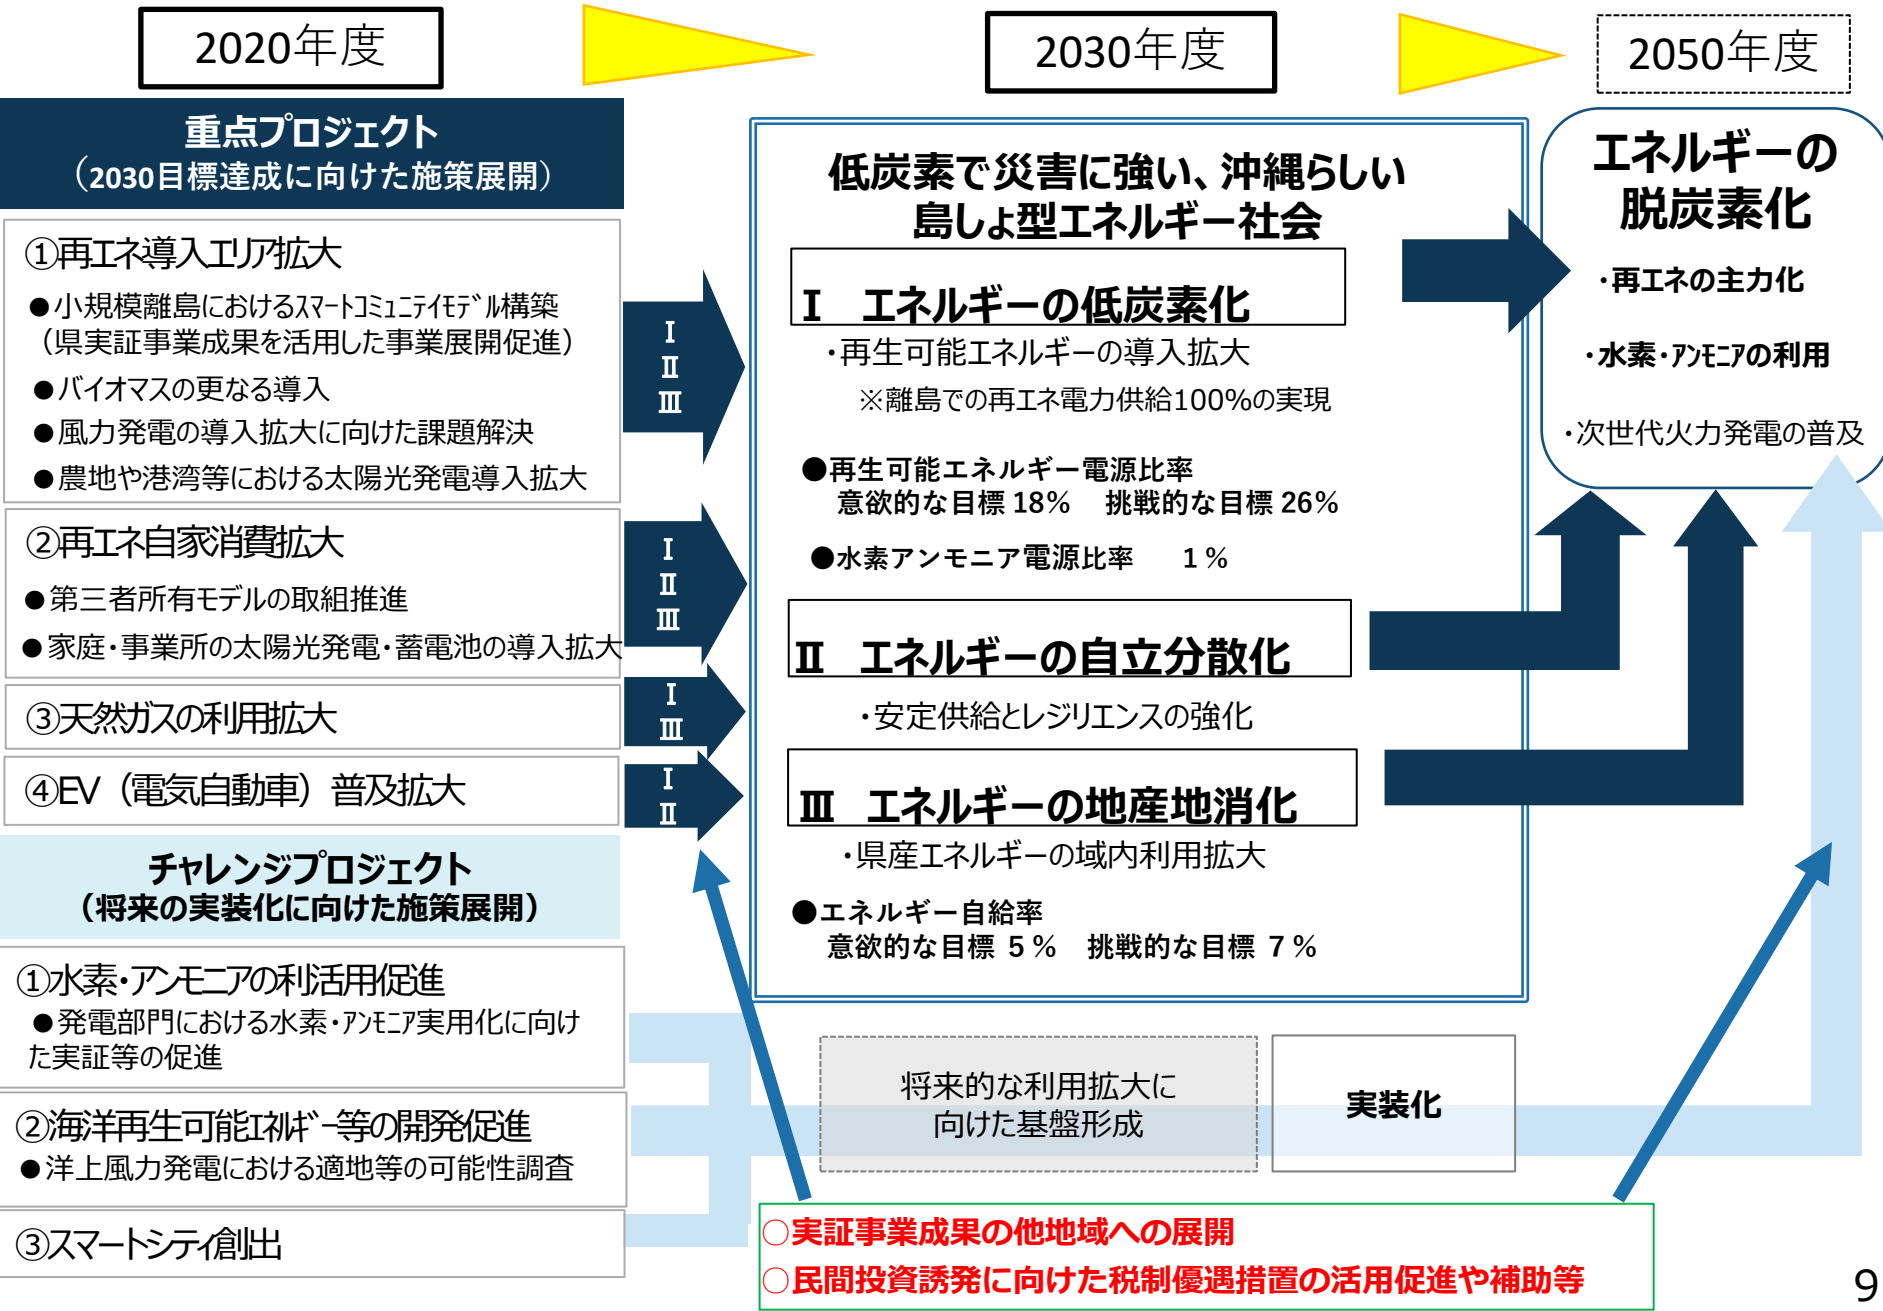 2020年度
2030年度
2050年度
重点プロジェクト
（2030目標達成に向けた施策展開）
①再エネ導入エリア拡大
●小規模離島におけるｽﾏｰﾄｺﾐｭﾆﾃｲﾓﾃﾞﾙ構築
（県実証事業成果を活用した事業展開促進）
●バイオマスの更なる導入
●風力発電の導入拡大に向けた課題解決
●農地や港湾等における太陽光発電導入拡大
Ⅰ
Ⅱ
Ⅲ
②再エネ自家消費拡大
●第三者所有モデルの取組推進
●家庭・事業所の太陽光発電・蓄電池の導入拡大
Ⅰ
Ⅱ
Ⅲ
③天然ガスの利用拡大
Ⅰ
Ⅲ
④EV（電気自動車）普及拡大
Ⅰ
Ⅱ
チャレンジプロジェクト
（将来の実装化に向けた施策展開）
①水素・アンモニアの利活用促進
●発電部門における水素・ｱﾝﾓﾆｱ実用化に向け
た実証等の促進
②海洋再生可能ｴﾈﾙｷﾞｰ等の開発促進
●洋上風力発電における適地等の可能性調査
③スマートシティ創出
低炭素で災害に強い、沖縄らしい
島しょ型エネルギー社会
Ⅰ　エネルギーの低炭素化
・再生可能エネルギーの導入拡大
※離島での再エネ電力供給100%の実現
●再生可能エネルギー電源比率
意欲的な目標 18%　挑戦的な目標 26%
●水素アンモニア電源比率　　1 %
Ⅱ　エネルギーの自立分散化
・安定供給とレジリエンスの強化
Ⅲ　エネルギーの地産地消化
・県産エネルギーの域内利用拡大
●エネルギー自給率
意欲的な目標 5 %　挑戦的な目標 7 %
将来的な利用拡大に
向けた基盤形成
実装化
○実証事業成果の他地域への展開
○民間投資誘発に向けた税制優遇措置の活用促進や補助等
エネルギーの
脱炭素化
・再エネの主力化
・水素・ｱﾝﾓﾆｱの利用
・次世代火力発電の普及
9